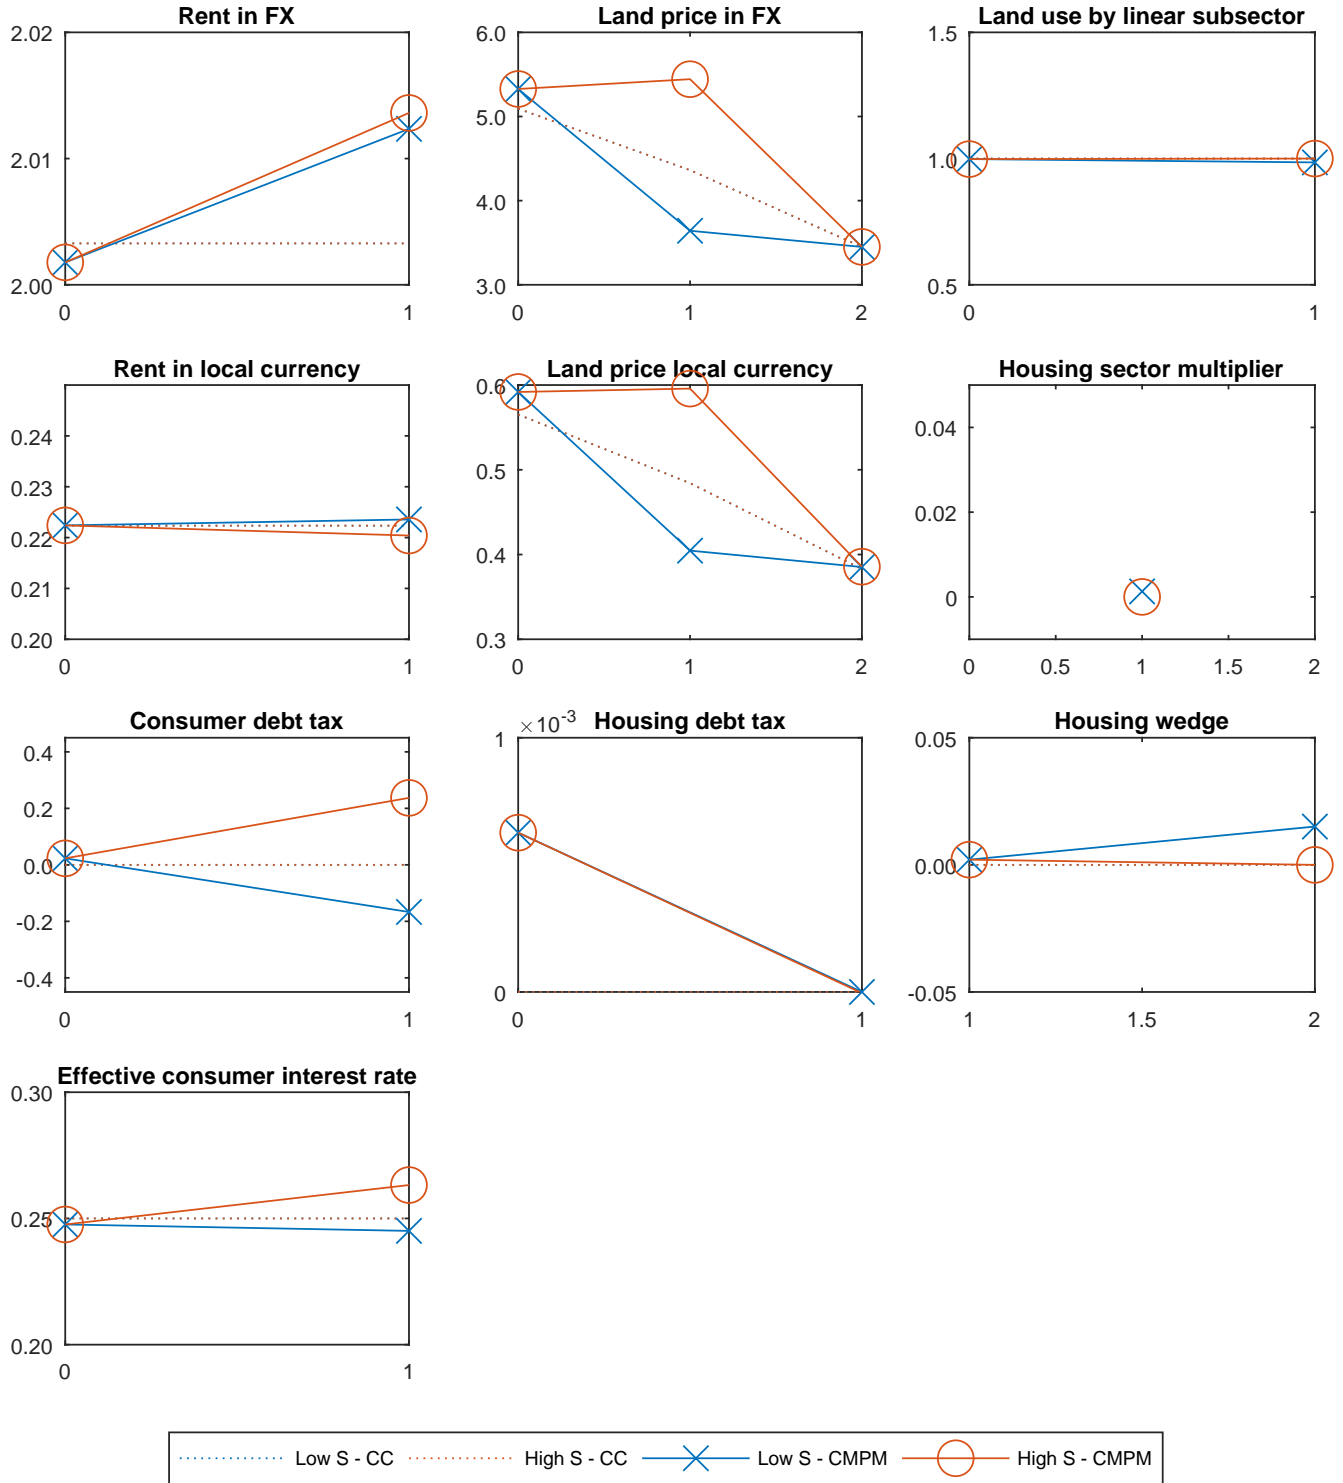 Rent in FX
2.02
2.01
2.00
0 1
Land price in FX
6.0
5.0
4.0
3.0
0 1 2
Land use by linear subsector
1.5
1.0
0.5
0 1
Rent in local currency
0.24
0.23
0.22
0.21
0.20
0 1
Land price local currency
0.6
0.5
0.4
0.3
0 1 2
Housing sector multiplier
0.04
0.02
0
0 0.5 1 1.5 2
Consumer debt tax
0.4
0.2
0.0
-0.2
-0.4
0 1
Housing debt tax
×10⁻³
1
0
0 1
Housing wedge
0.05
0.00
-0.05
1 1.5 2
Effective consumer interest rate
0.30
0.25
0.20
0 1
Low S - CC High S - CC Low S - CMPM High S - CMPM